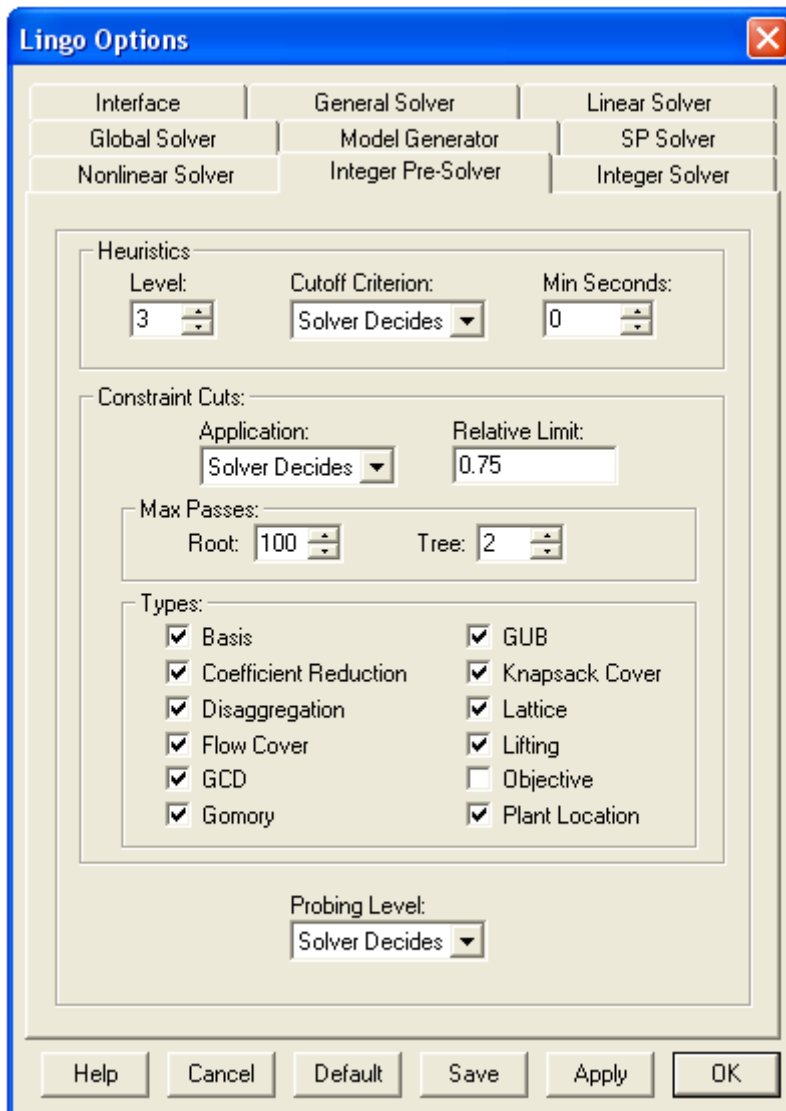 Lingo Options
Interface General Solver Linear Solver
Global Solver Model Generator SP Solver
Nonlinear Solver Integer Pre-Solver Integer Solver
Heuristics
Level: Cutoff Criterion: Min Seconds:
3 Solver Decides 0
Constraint Cuts:
Application: Relative Limit:
Solver Decides 0.75
Max Passes:
Root: 100 Tree: 2
Types:
Basis GUB
Coefficient Reduction Knapsack Cover
Disaggregation Lattice
Flow Cover Lifting
GCD Objective
Gomory Plant Location
Probing Level:
Solver Decides
Help Cancel Default Save Apply OK